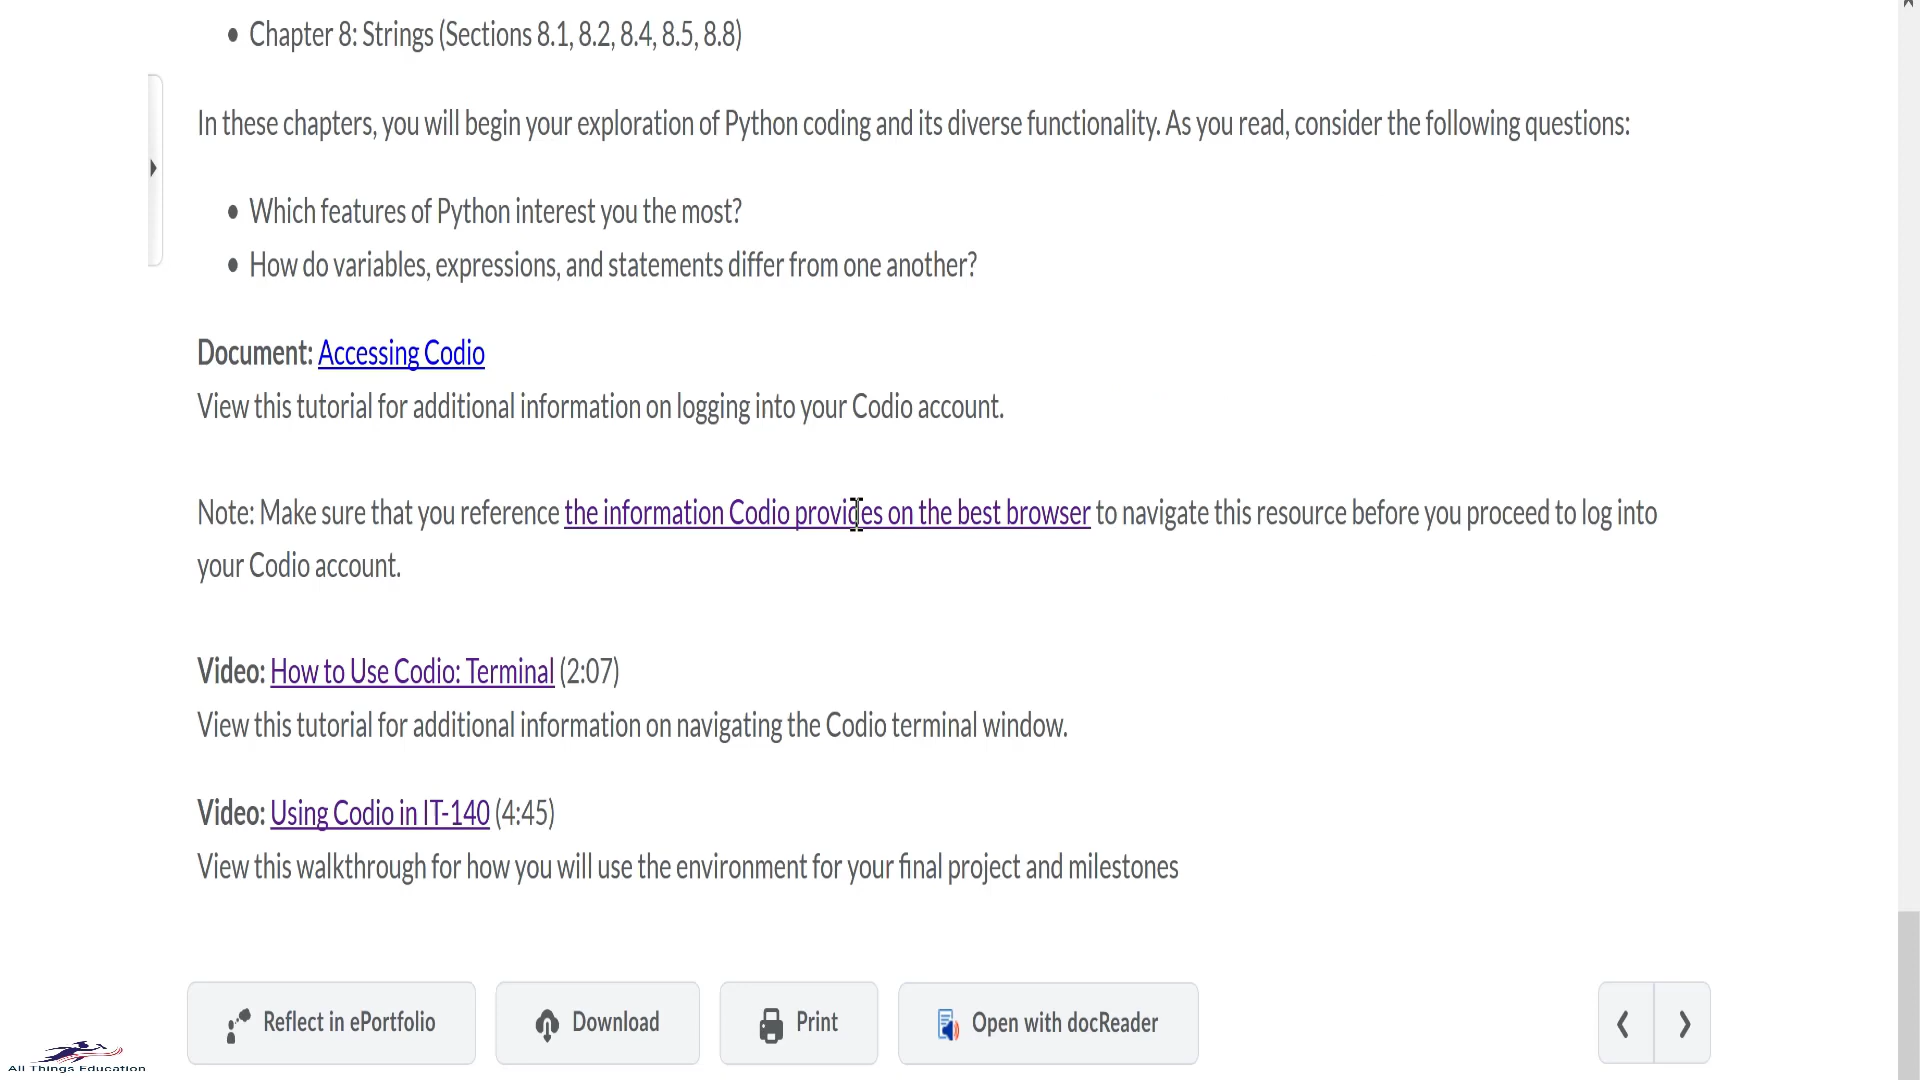 • Chapter 8: Strings (Sections 8.1, 8.2, 8.4, 8.5, 8.8)
In these chapters, you will begin your exploration of Python coding and its diverse functionality. As you read, consider the following questions:
• Which features of Python interest you the most?
• How do variables, expressions, and statements differ from one another?
Document: Accessing Codio
View this tutorial for additional information on logging into your Codio account.
Note: Make sure that you reference the information Codio provides on the best browser to navigate this resource before you proceed to log into
your Codio account.
Video: How to Use Codio: Terminal (2:07)
View this tutorial for additional information on navigating the Codio terminal window.
Video: Using Codio in IT-140 (4:45)
View this walkthrough for how you will use the environment for your final project and milestones
Reflect in ePortfolio
Download
Print
Open with docReader
All Things Education